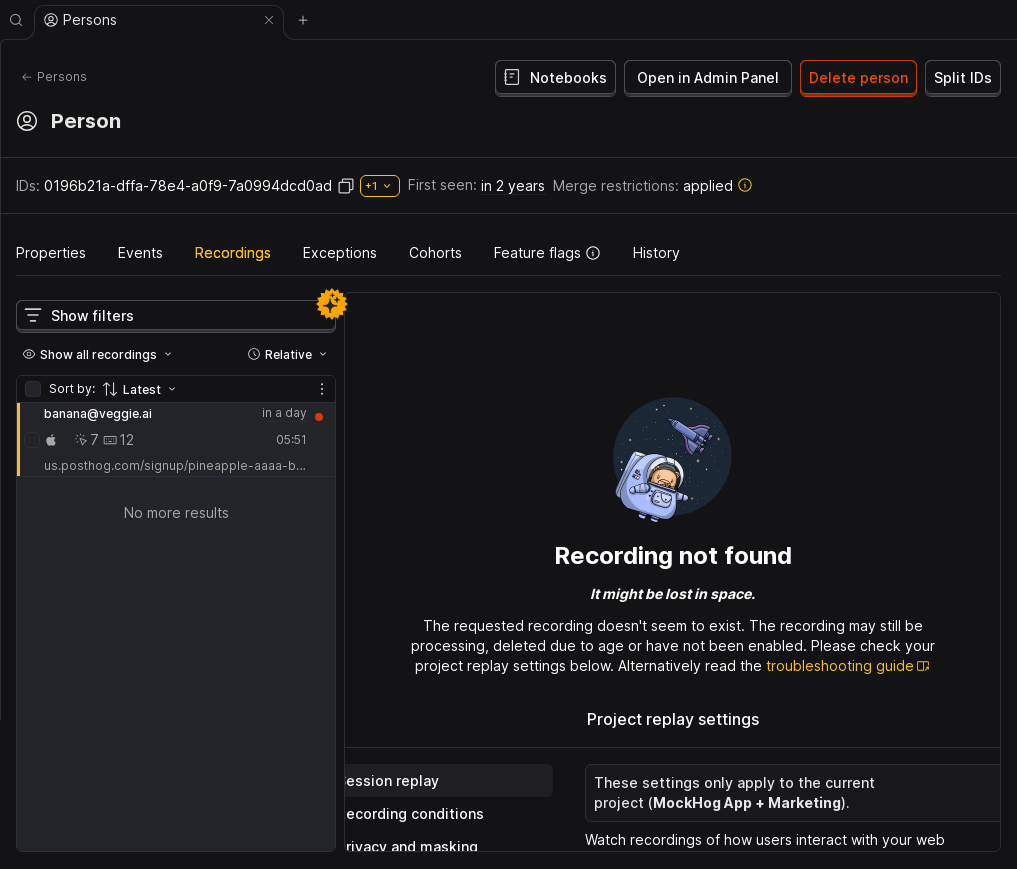 Persons
Persons
Notebooks
Open in Admin Panel
Delete person
Split IDs
Person
IDs: 0196b21a-dffa-78e4-a0f9-7a0994dcd0ad
+1
First seen: in 2 years
Merge restrictions: applied
Properties
Events
Recordings
Exceptions
Cohorts
Feature flags
History
Show filters
Show all recordings
Relative
Sort by: Latest
banana@veggie.ai
in a day
7
12
05:51
us.posthog.com/signup/pineapple-aaaa-b...
No more results
Recording not found
It might be lost in space.
The requested recording doesn't seem to exist. The recording may still be
processing, deleted due to age or have not been enabled. Please check your
project replay settings below. Alternatively read the troubleshooting guide
Project replay settings
ession replay
ecording conditions
rivacy and masking
These settings only apply to the current
project (MockHog App + Marketing).
Watch recordings of how users interact with your web